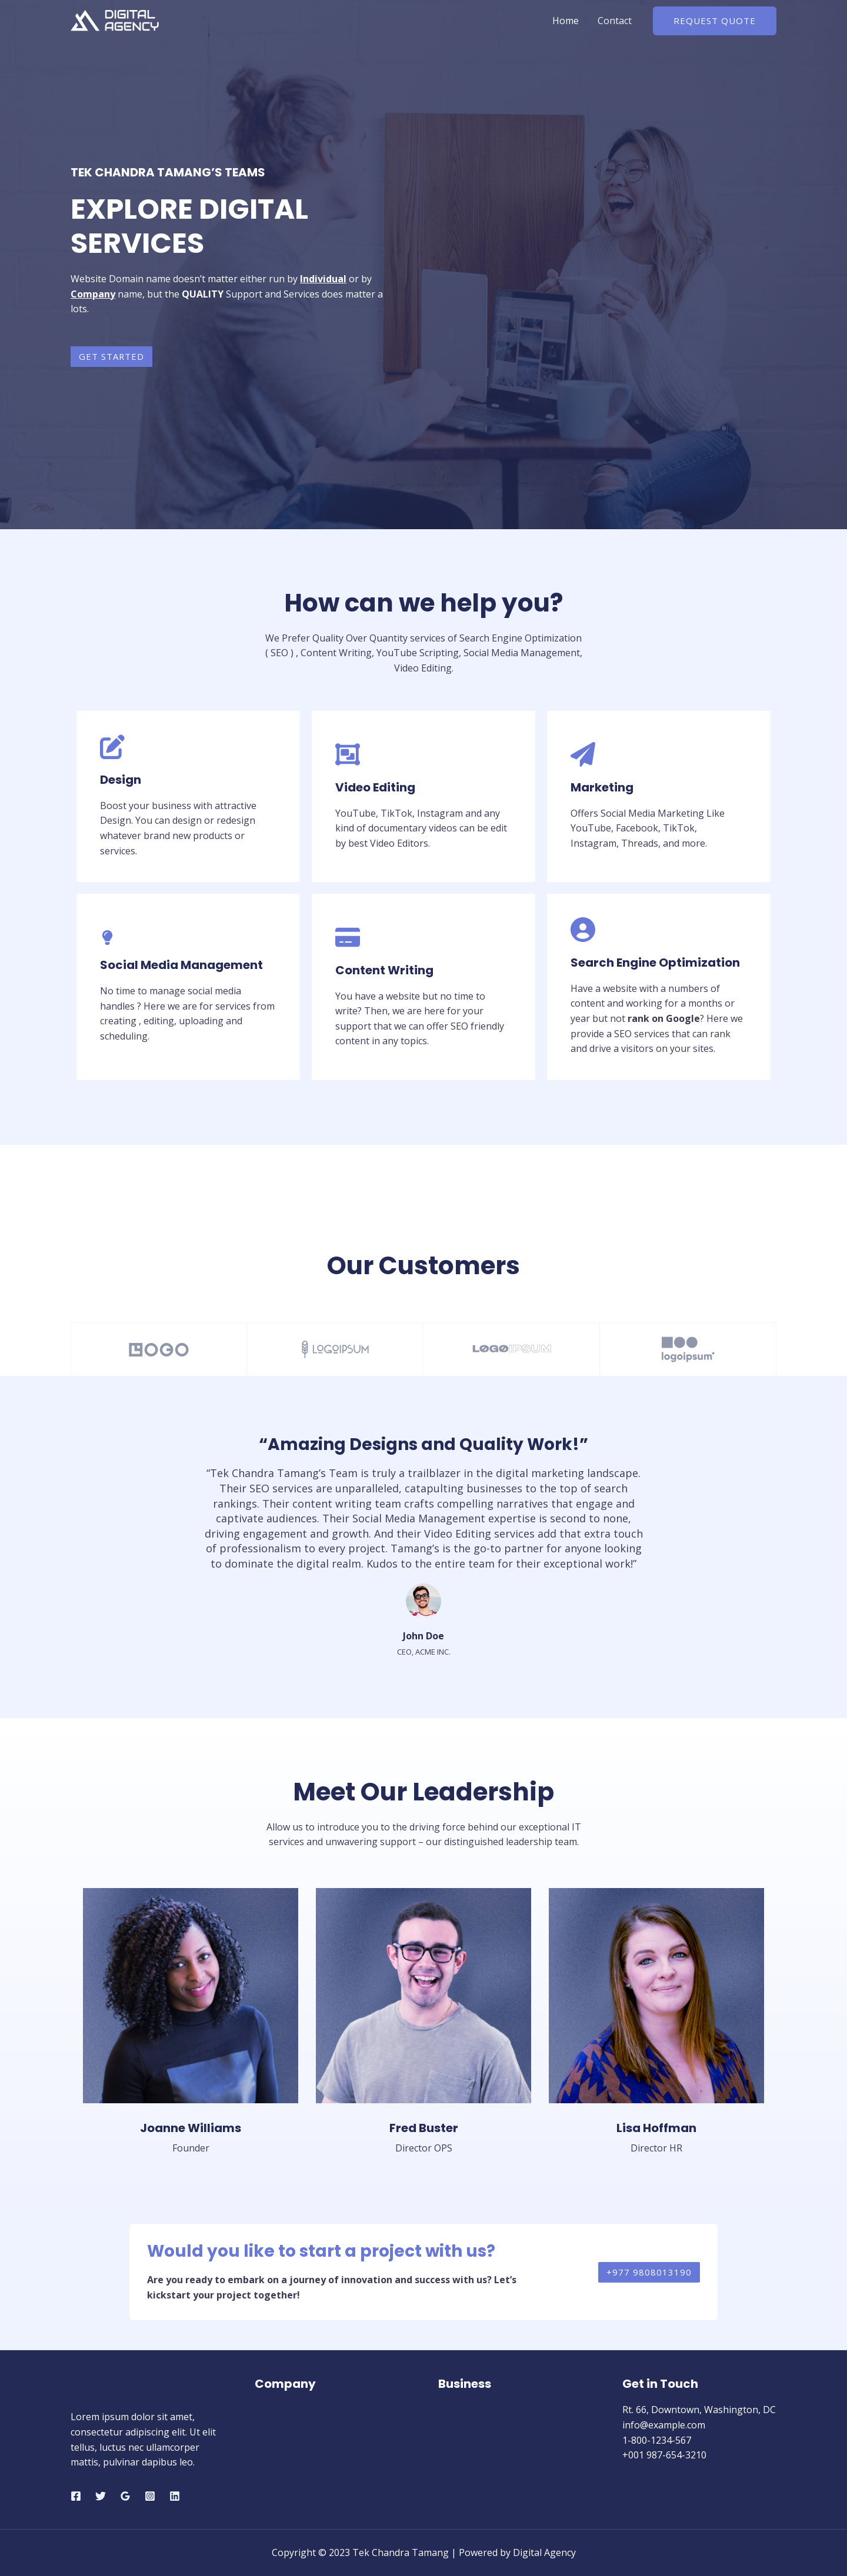 DIGITAL
AGENCY
Home
Contact
REQUEST QUOTE
TEK CHANDRA TAMANG’S TEAMS
EXPLORE DIGITAL
SERVICES
Website Domain name doesn’t matter either run by Individual or by
Company name, but the QUALITY Support and Services does matter a
lots.
GET STARTED
How can we help you?
We Prefer Quality Over Quantity services of Search Engine Optimization
( SEO ) , Content Writing, YouTube Scripting, Social Media Management,
Video Editing.
Design
Boost your business with attractive
Design. You can design or redesign
whatever brand new products or
services.
Video Editing
YouTube, TikTok, Instagram and any
kind of documentary videos can be edit
by best Video Editors.
Marketing
Offers Social Media Marketing Like
YouTube, Facebook, TikTok,
Instagram, Threads, and more.
Social Media Management
No time to manage social media
handles ? Here we are for services from
creating , editing, uploading and
scheduling.
Content Writing
You have a website but no time to
write? Then, we are here for your
support that we can offer SEO friendly
content in any topics.
Search Engine Optimization
Have a website with a numbers of
content and working for a months or
year but not rank on Google? Here we
provide a SEO services that can rank
and drive a visitors on your sites.
Our Customers
LOGO
LOGOIPSUM
LOGOIPSUM
logoipsum
“Amazing Designs and Quality Work!”
“Tek Chandra Tamang’s Team is truly a trailblazer in the digital marketing landscape.
Their SEO services are unparalleled, catapulting businesses to the top of search
rankings. Their content writing team crafts compelling narratives that engage and
captivate audiences. Their Social Media Management expertise is second to none,
driving engagement and growth. And their Video Editing services add that extra touch
of professionalism to every project. Tamang’s is the go-to partner for anyone looking
to dominate the digital realm. Kudos to the entire team for their exceptional work!”
John Doe
CEO, ACME INC.
Meet Our Leadership
Allow us to introduce you to the driving force behind our exceptional IT
services and unwavering support – our distinguished leadership team.
Joanne Williams
Founder
Fred Buster
Director OPS
Lisa Hoffman
Director HR
Would you like to start a project with us?
Are you ready to embark on a journey of innovation and success with us? Let’s
kickstart your project together!
+977 9808013190
Lorem ipsum dolor sit amet,
consectetur adipiscing elit. Ut elit
tellus, luctus nec ullamcorper
mattis, pulvinar dapibus leo.
Company
Business
Get in Touch
Rt. 66, Downtown, Washington, DC
info@example.com
1-800-1234-567
+001 987-654-3210
Copyright © 2023 Tek Chandra Tamang | Powered by Digital Agency